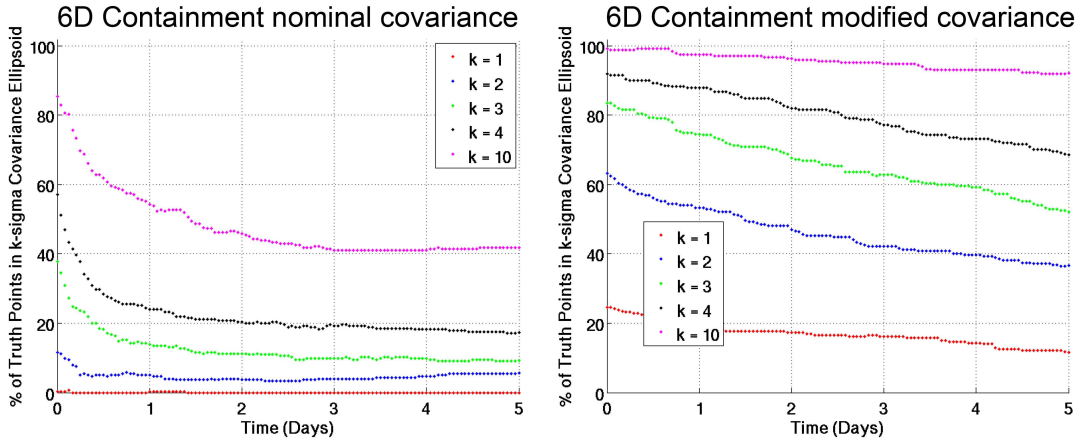 6D Containment nominal covariance
% of Truth Points in k-sigma Covariance Ellipsoid
100
80
60
40
20
0
0 1 2 3 4 5
Time (Days)
k = 1
k = 2
k = 3
k = 4
k = 10
6D Containment modified covariance
% of Truth Points in k-sigma Covariance Ellipsoid
100
80
60
40
20
0
0 1 2 3 4 5
Time (Days)
k = 1
k = 2
k = 3
k = 4
k = 10